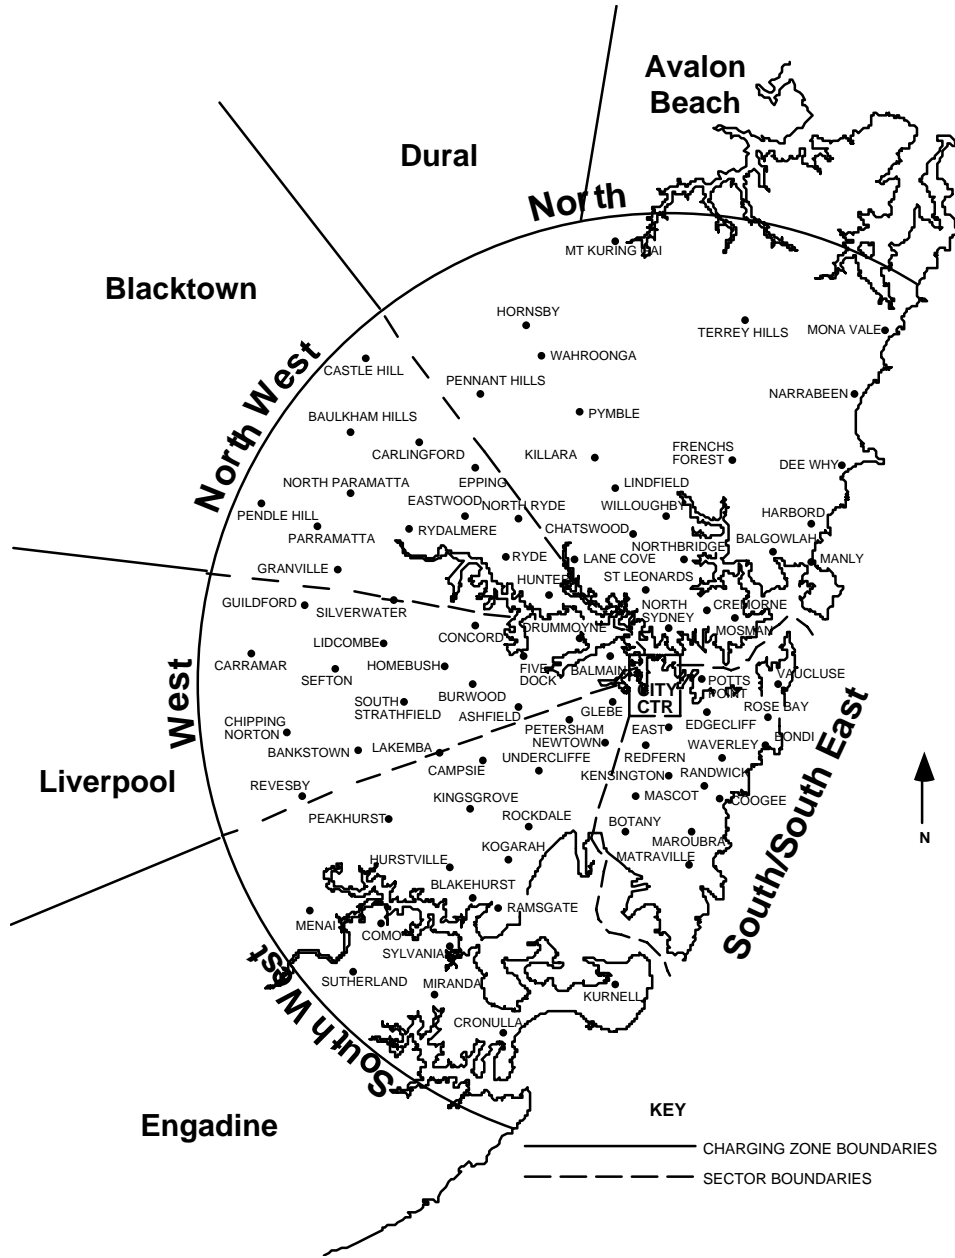 Avalon
Beach
Dural
North
MT KURING GAI
Blacktown
HORNSBY
TERREY HILLS
MONA VALE
WAHROONGA
CASTLE HILL
North West
PENNANT HILLS
NARRABEEN
BAULKHAM HILLS
PYMBLE
CARLINGFORD
KILLARA
FRENCHS
FOREST
DEE WHY
NORTH PARAMATTA
EPPING
LINDFIELD
EASTWOOD
NORTH RYDE
WILLOUGHBY
PENDLE HILL
HARBORD
PARRAMATTA
RYDALMERE
CHATSWOOD
NORTHBRIDGE
BALGOWLAH
RYDE
LANE COVE
MANLY
GRANVILLE
HUNTER
ST LEONARDS
GUILDFORD
SILVERWATER
NORTH
SYDNEY
CREMORNE
MOSMAN
LIDCOMBE
CONCORD
DRUMMOYNE
CARRAMAR
SEFTON
HOMEBUSH
FIVE
DOCK
BALMAIN
POTTS
POINT
VAUCLUSE
West
BURWOOD
CITY
CTR
SOUTH
STRATHFIELD
ASHFIELD
GLEBE
ROSE BAY
CHIPPING
NORTON
PETERSHAM
EAST
EDGECLIFF
BANKSTOWN
LAKEMBA
NEWTOWN
REDFERN
WAVERLEY
BONDI
Liverpool
CAMPSIE
UNDERCLIFFE
KENSINGTON
RANDWICK
REVESBY
KINGSGROVE
MASCOT
COOGEE
PEAKHURST
ROCKDALE
BOTANY
MAROUBRA
South/South East
N
HURSTVILLE
KOGARAH
MATRAVILLE
BLAKEHURST
RAMSGATE
MENAI
COMO
SYLVANIA
South West
SUTHERLAND
MIRANDA
KURNELL
CRONULLA
Engadine
KEY
CHARGING ZONE BOUNDARIES
SECTOR BOUNDARIES